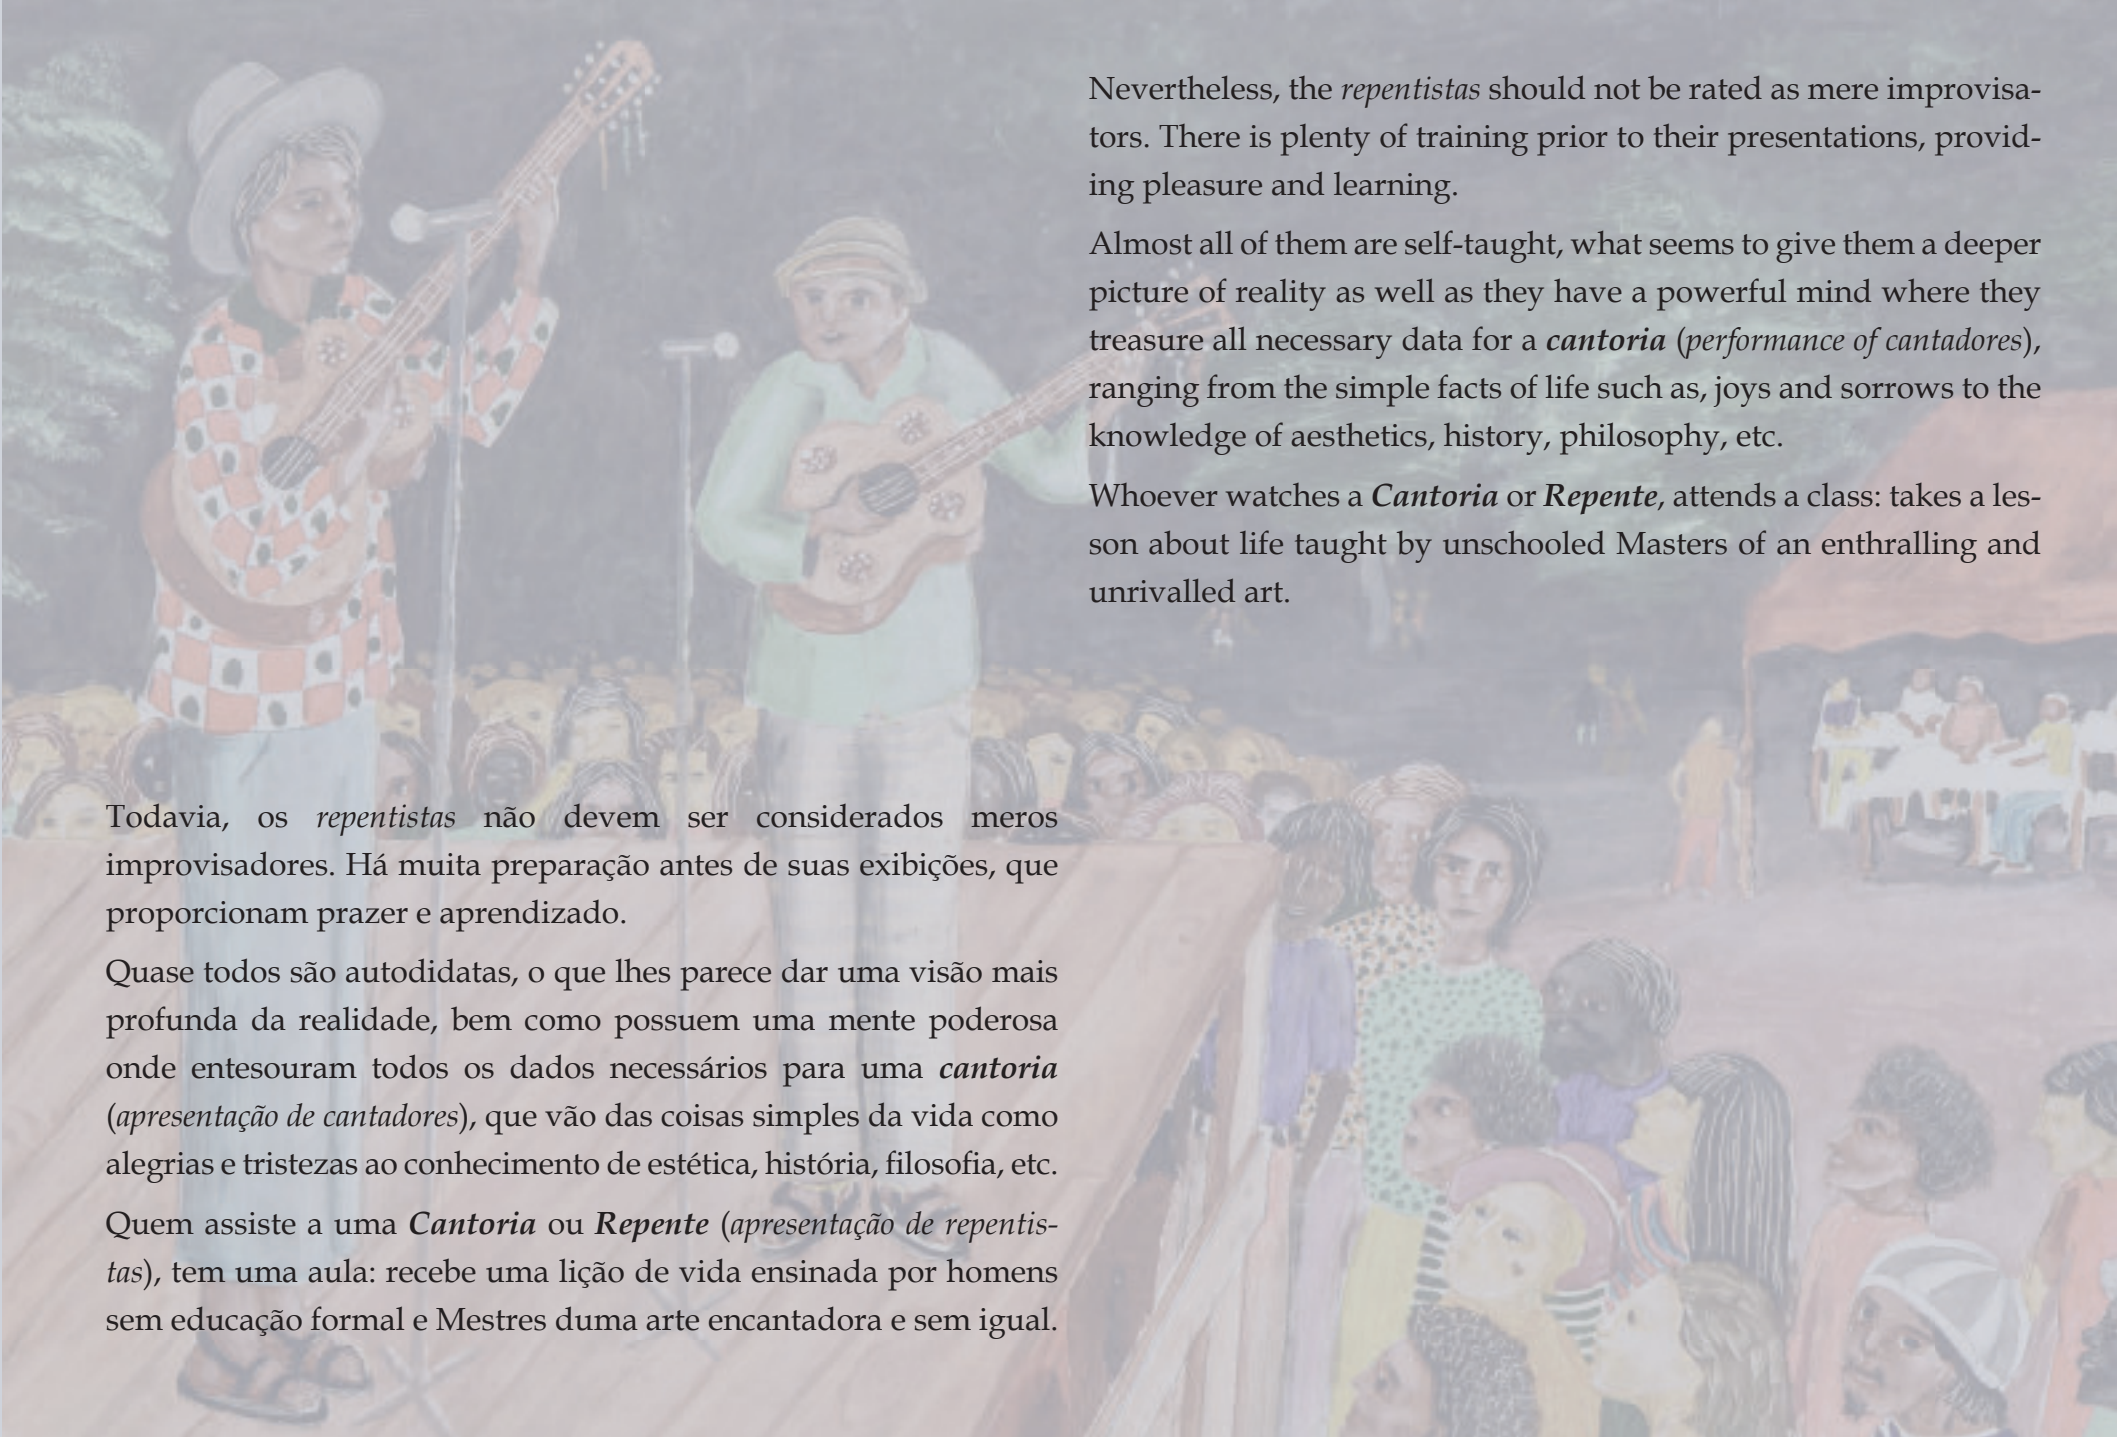 Nevertheless, the repentistas should not be rated as mere improvisa-
tors. There is plenty of training prior to their presentations, provid-
ing pleasure and learning.
Almost all of them are self-taught, what seems to give them a deeper
picture of reality as well as they have a powerful mind where they
treasure all necessary data for a cantoria (performance of cantadores),
ranging from the simple facts of life such as, joys and sorrows to the
knowledge of aesthetics, history, philosophy, etc.
Whoever watches a Cantoria or Repente, attends a class: takes a les-
son about life taught by unschooled Masters of an enthralling and
unrivalled art.
Todavia, os repentistas não devem ser considerados meros
improvisadores. Há muita preparação antes de suas exibições, que
proporcionam prazer e aprendizado.
Quase todos são autodidatas, o que lhes parece dar uma visão mais
profunda da realidade, bem como possuem uma mente poderosa
onde entesouram todos os dados necessários para uma cantoria
(apresentação de cantadores), que vão das coisas simples da vida como
alegrias e tristezas ao conhecimento de estética, história, filosofia, etc.
Quem assiste a uma Cantoria ou Repente (apresentação de repentis-
tas), tem uma aula: recebe uma lição de vida ensinada por homens
sem educação formal e Mestres duma arte encantadora e sem igual.